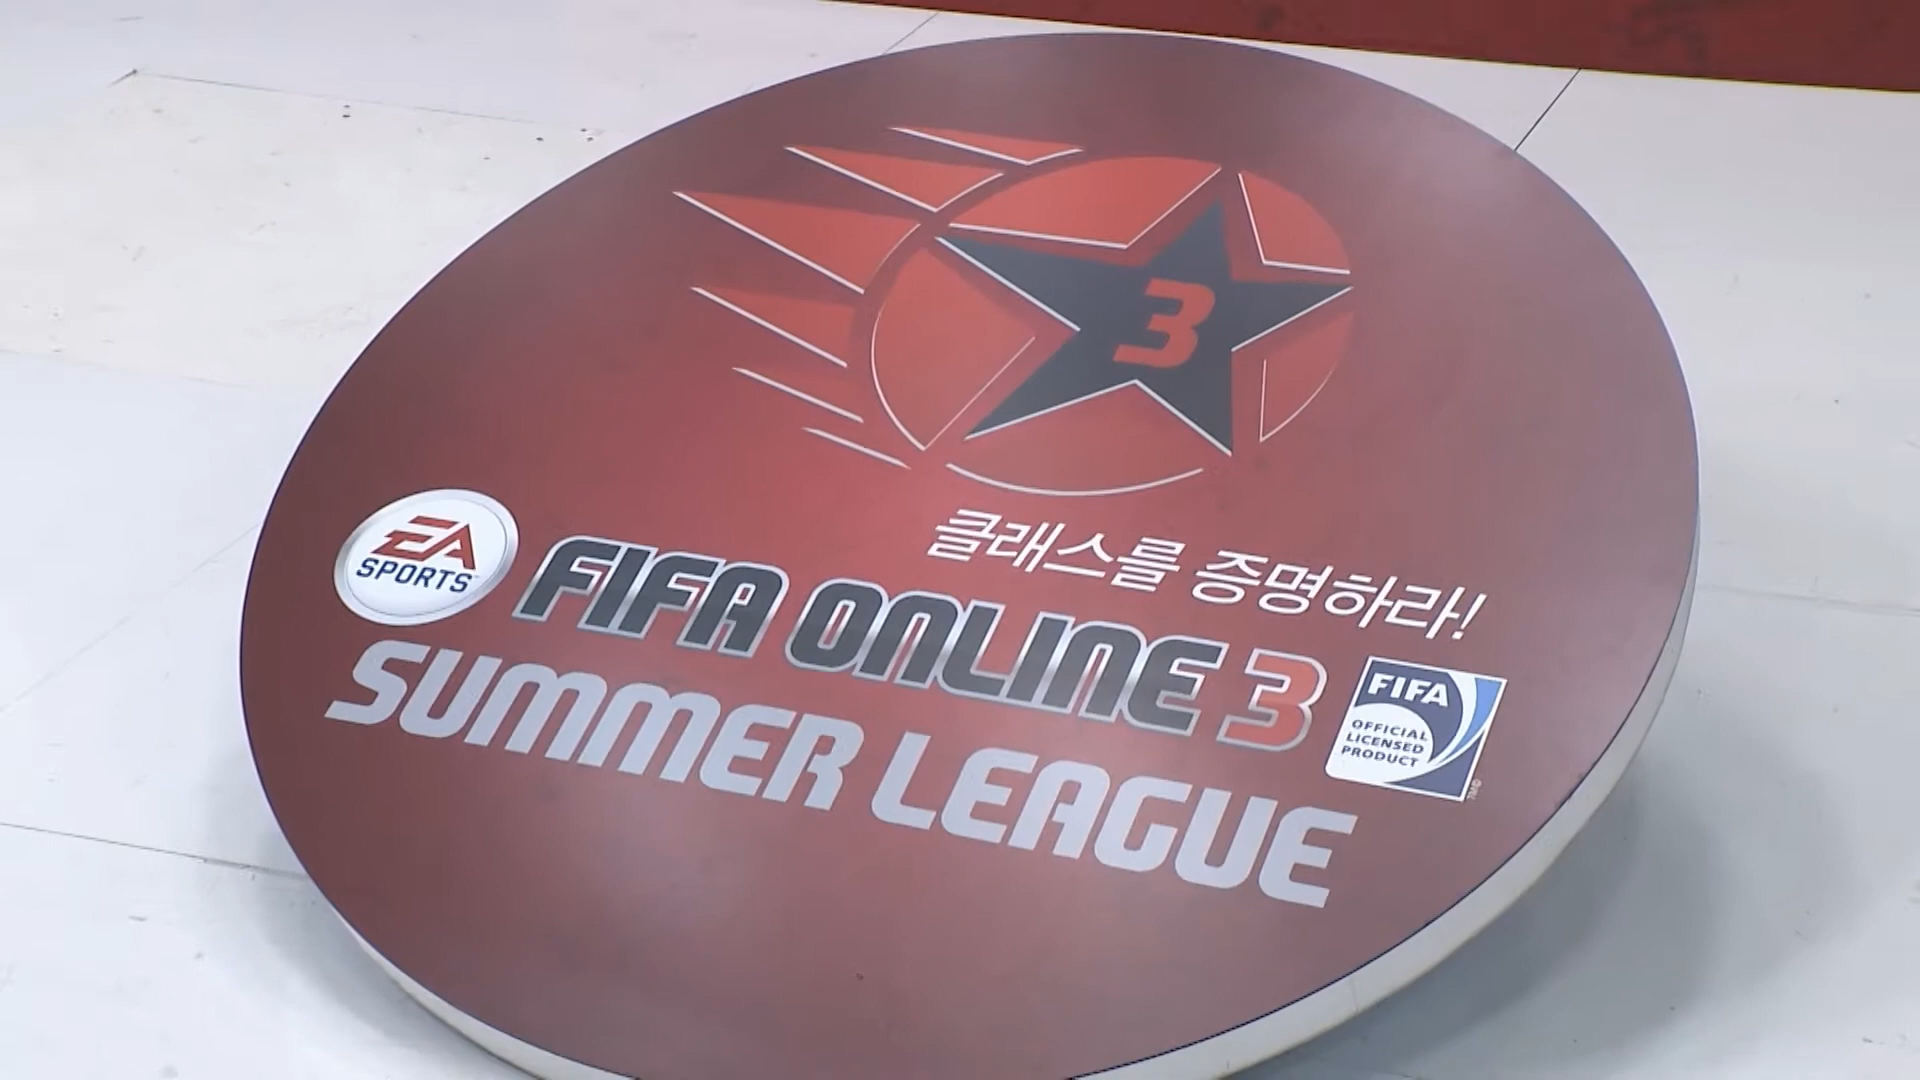 3
클래스를 증명하라!
EA
SPORTS™
FIFA ONLINE 3
SUMMER LEAGUE
FIFA
OFFICIAL
LICENSED
PRODUCT